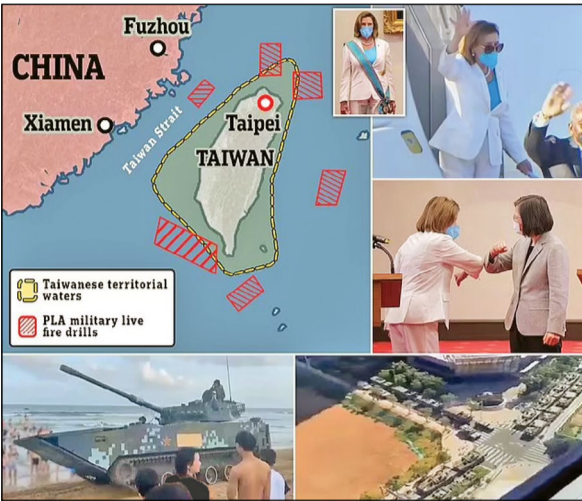 Fuzhou
CHINA
Xiamen
Taiwan Strait
Taipei
TAIWAN
Taiwanese territorial
waters
PLA military live
fire drills